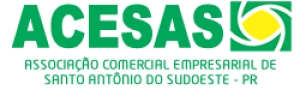 ACESAS
ASSOCIAÇÃO COMERCIAL EMPRESARIAL DE
SANTO ANTÔNIO DO SUDOESTE - PR